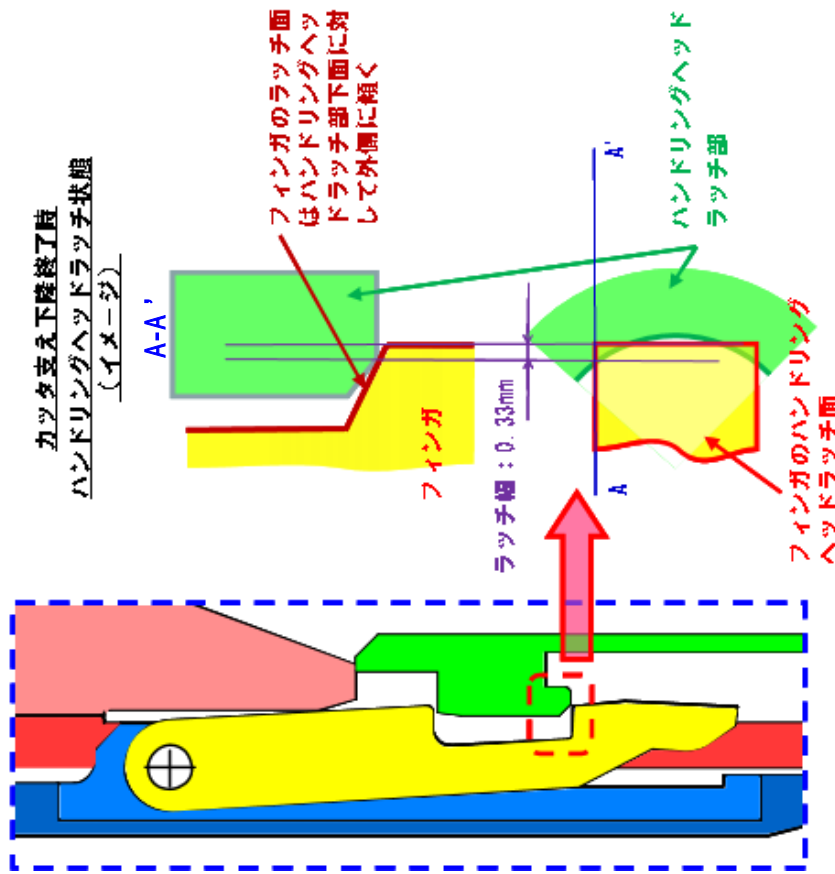 カッタ支え下降終了時
ハンドリングヘッドラッチ状態
(イメージ)
A-A'
フィンガのラッチ面
はハンドリングヘッ
ドラッチ部下面に対
して外側に傾く
フィンガ
ラッチ幅:0.33mm
A
A'
ハンドリングヘッド
ラッチ部
フィンガのハンドリング
ヘッドラッチ面